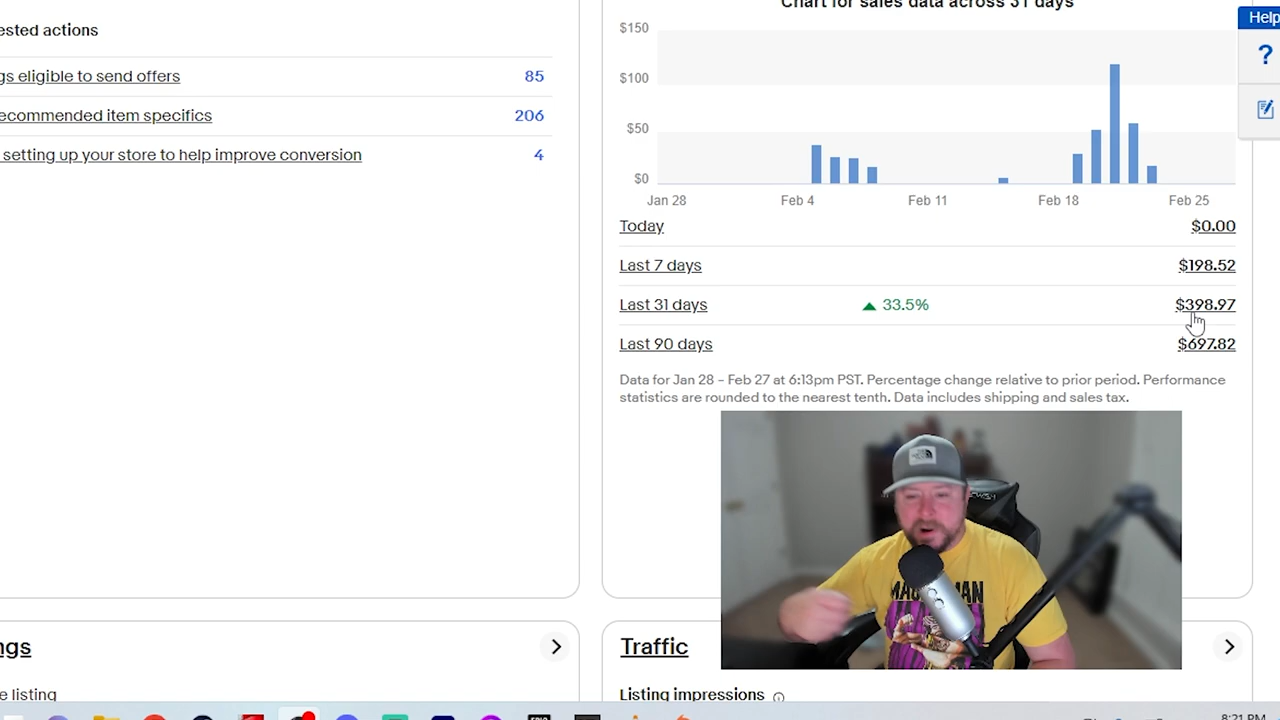 ested actions
gs eligible to send offers
85
ecommended item specifics
206
setting up your store to help improve conversion
4
Chart for sales data across 31 days
$150
$100
$50
$0
Jan 28
Feb 4
Feb 11
Feb 18
Feb 25
Today
$0.00
Last 7 days
$198.52
Last 31 days
33.5%
$398.97
Last 90 days
$697.82
Data for Jan 28 – Feb 27 at 6:13pm PST. Percentage change relative to prior period. Performance
statistics are rounded to the nearest tenth. Data includes shipping and sales tax.
Help
?
ngs
Traffic
e listing
Listing impressions
8:21 PM